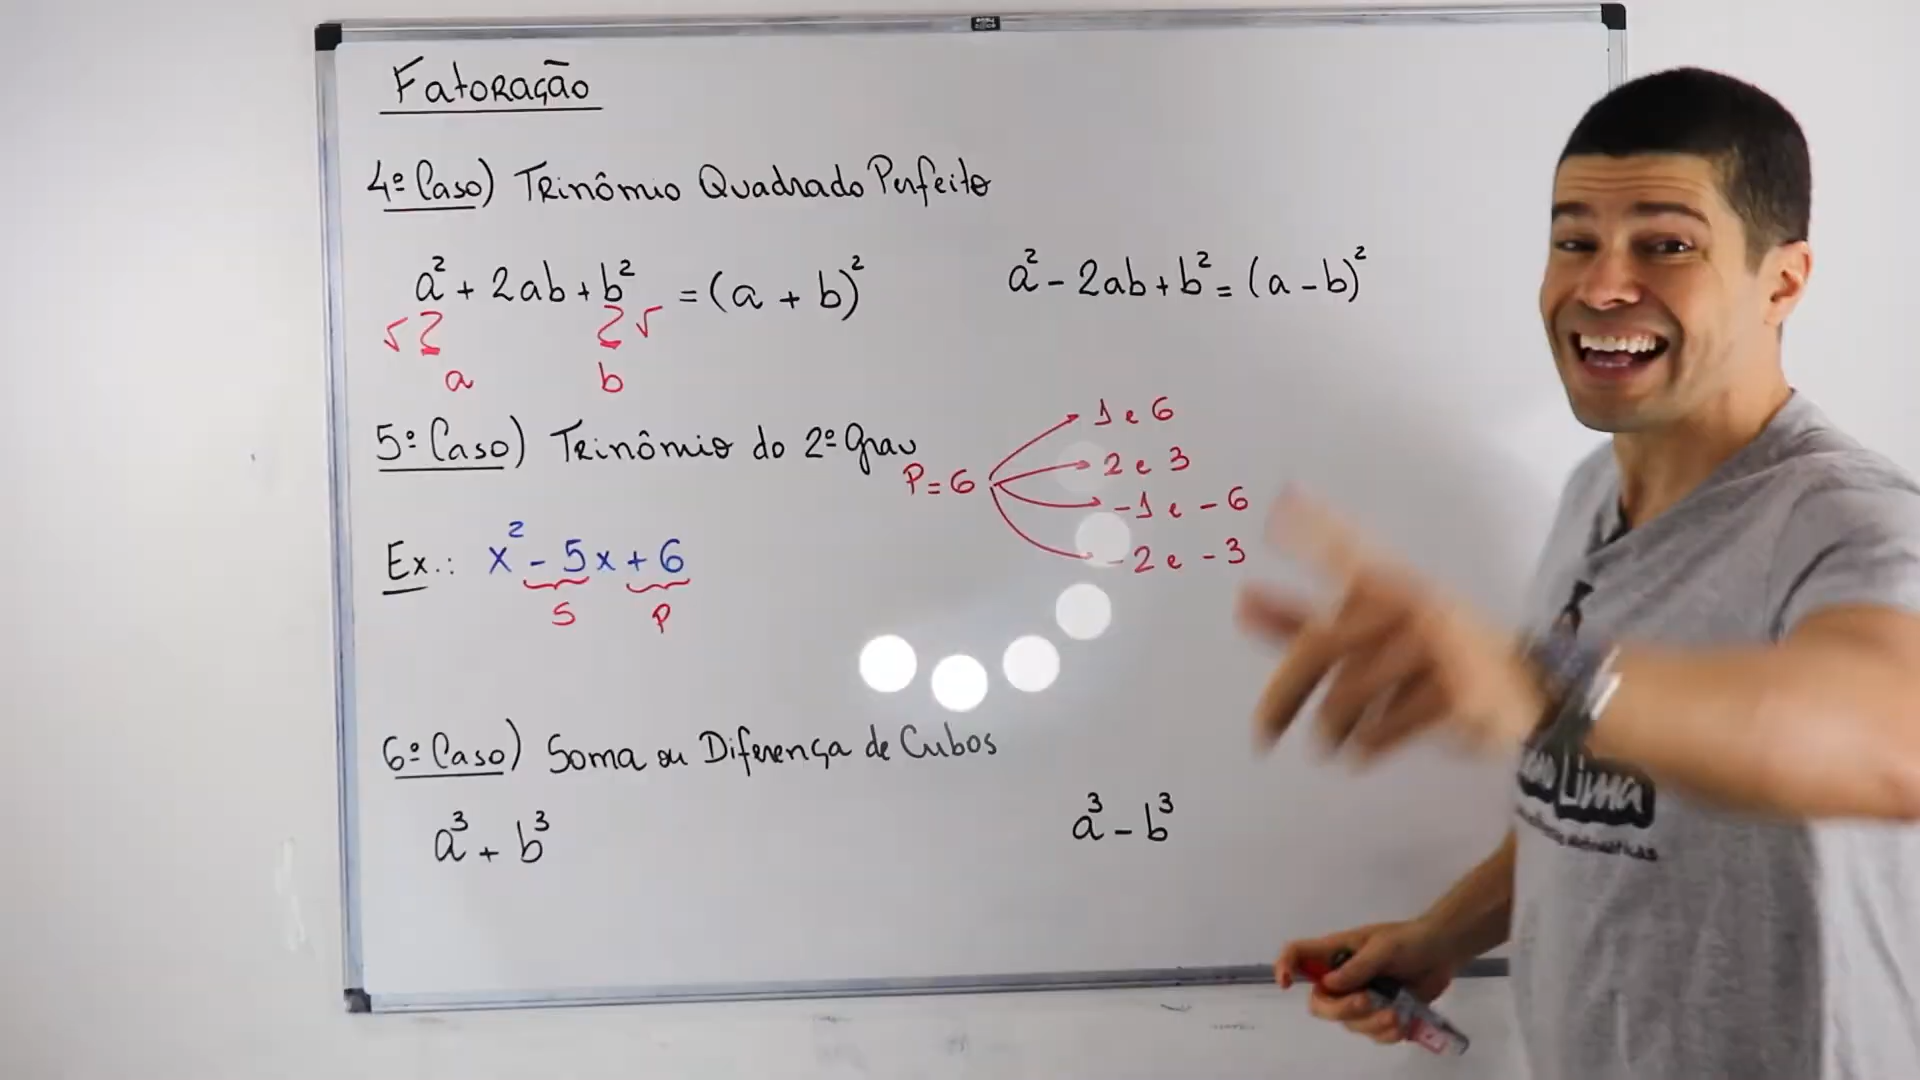 Fatoração
4º Caso) Trinômio Quadrado Perfeito
a² + 2ab + b² = (a + b)²
a² - 2ab + b² = (a - b)²
√ √
a b
5º Caso) Trinômio do 2º Grau
P = 6
1 e 6
2 e 3
-1 e -6
-2 e -3
Ex.: x² - 5x + 6
S P
6º Caso) Soma ou Diferença de Cubos
a³ + b³
a³ - b³
Lima